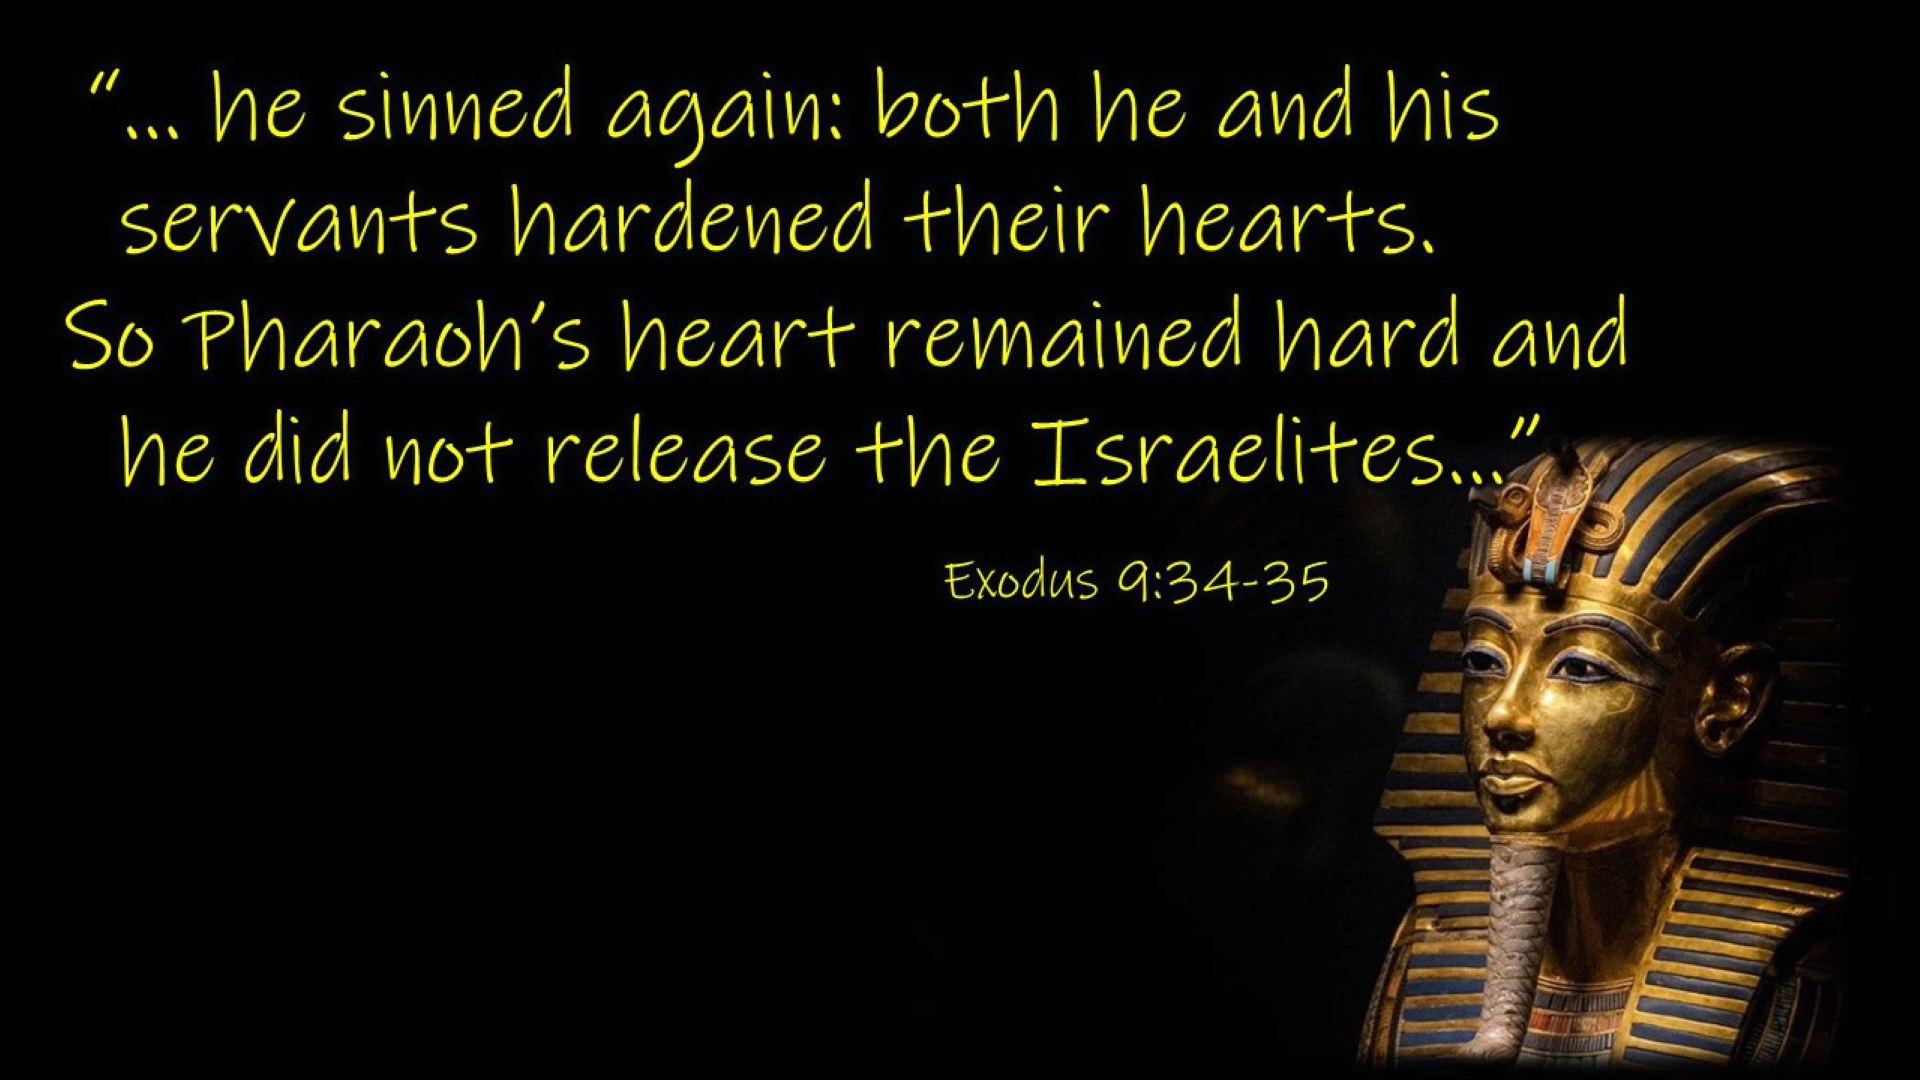 “... he sinned again: both he and his
servants hardened their hearts.
So Pharaoh’s heart remained hard and
he did not release the Israelites...”
Exodus 9:34-35